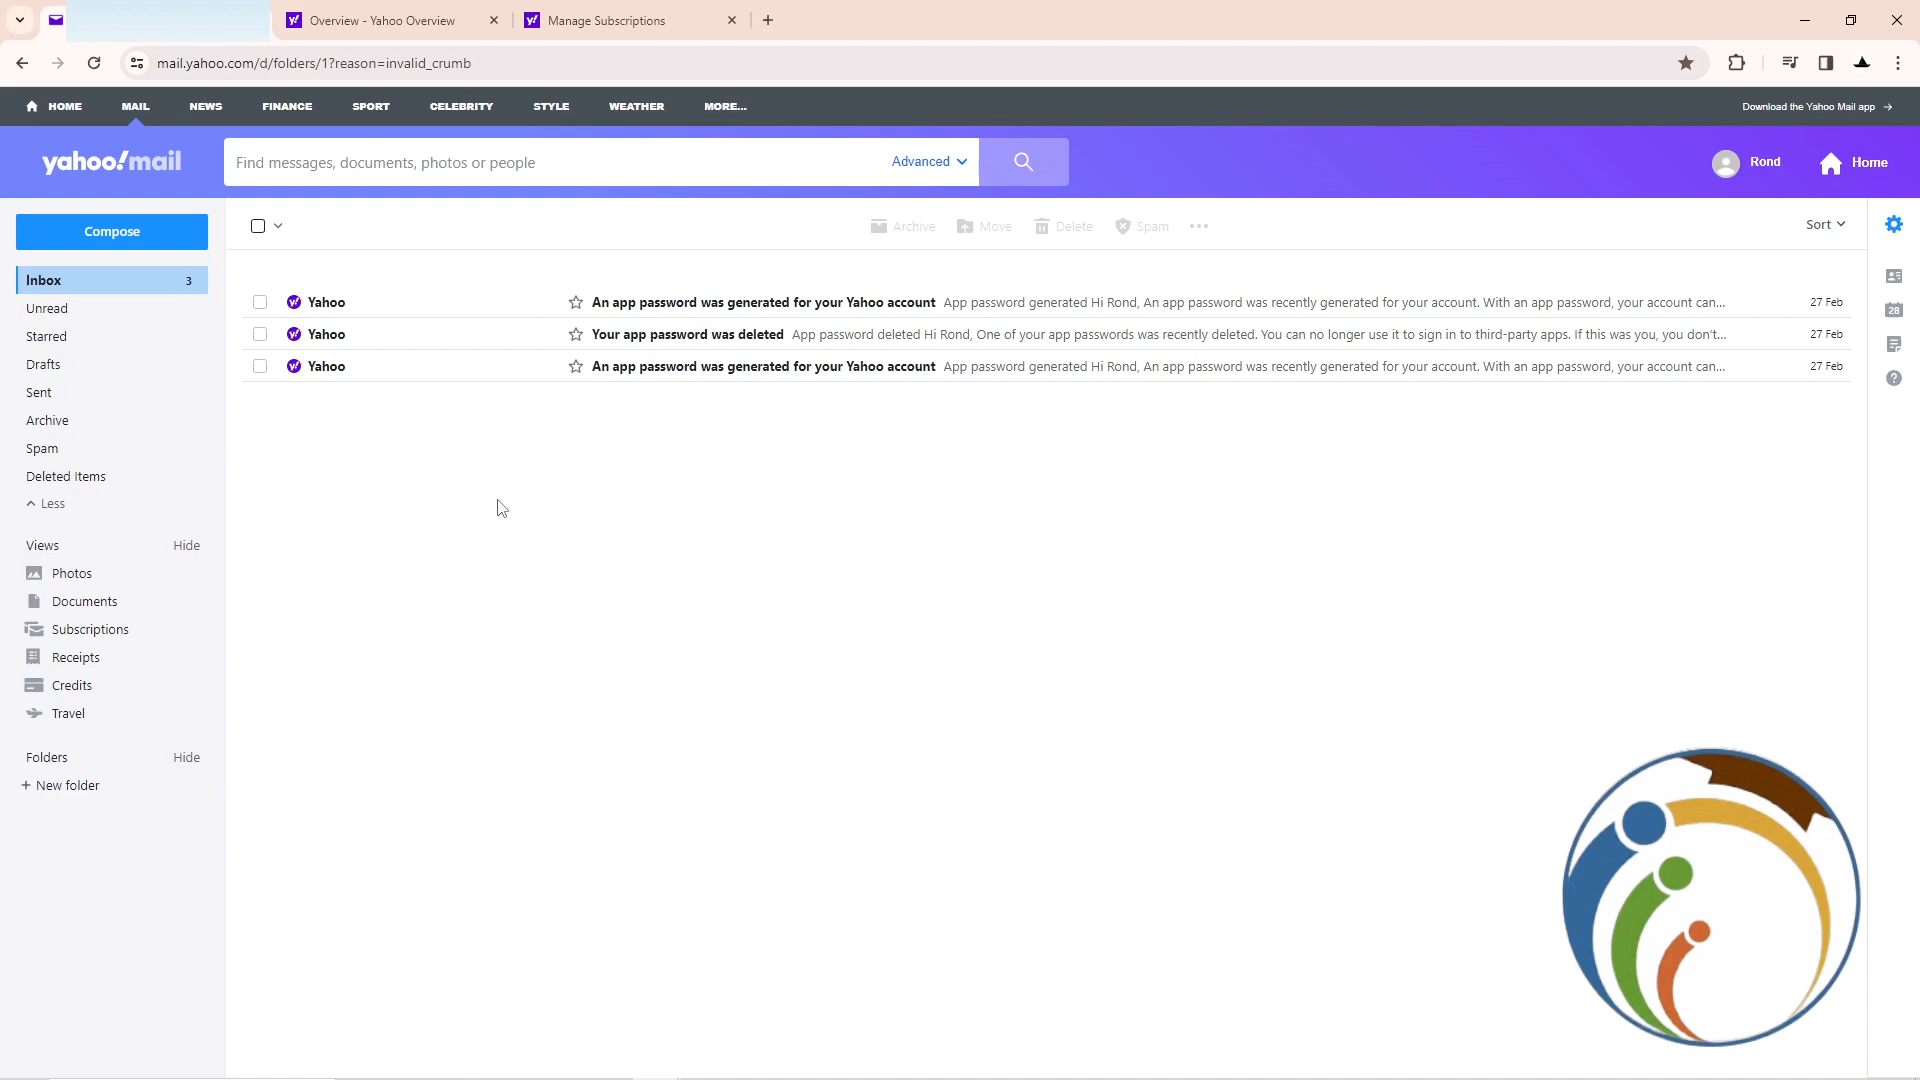 Overview - Yahoo Overview
Manage Subscriptions
mail.yahoo.com/d/folders/1?reason=invalid_crumb
HOME MAIL NEWS FINANCE SPORT CELEBRITY STYLE WEATHER MORE... Download the Yahoo Mail app →
yahoo!mail
Find messages, documents, photos or people Advanced
Rond
Home
Compose
Archive Move Delete Spam
Sort
Inbox 3
Unread
Starred
Drafts
Sent
Archive
Spam
Deleted Items
Less
Views Hide
Photos
Documents
Subscriptions
Receipts
Credits
Travel
Folders Hide
+ New folder
y! Yahoo An app password was generated for your Yahoo account App password generated Hi Rond, An app password was recently generated for your account. With an app password, your account can... 27 Feb
y! Yahoo Your app password was deleted App password deleted Hi Rond, One of your app passwords was recently deleted. You can no longer use it to sign in to third-party apps. If this was you, you don't... 27 Feb
y! Yahoo An app password was generated for your Yahoo account App password generated Hi Rond, An app password was recently generated for your account. With an app password, your account can... 27 Feb
28